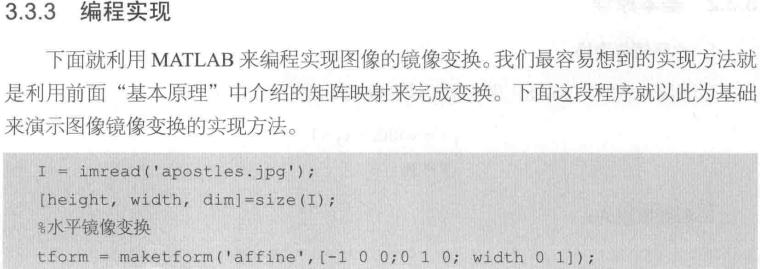 3.3.3 编程实现
下面就利用 MATLAB 来编程实现图像的镜像变换。我们最容易想到的实现方法就
是利用前面“基本原理”中介绍的矩阵映射来完成变换。下面这段程序就以此为基础
来演示图像镜像变换的实现方法。
I = imread('apostles.jpg');
[height, width, dim]=size(I);
%水平镜像变换
tform = maketform('affine',[-1 0 0;0 1 0; width 0 1]);